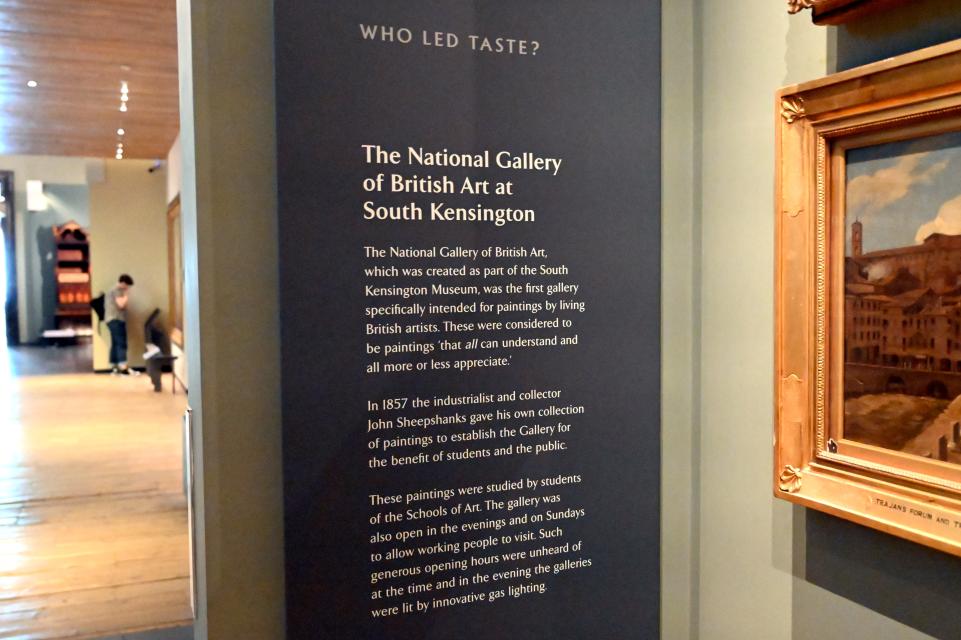 WHO LED TASTE?
The National Gallery
of British Art at
South Kensington
The National Gallery of British Art,
which was created as part of the South
Kensington Museum, was the first gallery
specifically intended for paintings by living
British artists. These were considered to
be paintings ‘that all can understand and
all more or less appreciate.’
In 1857 the industrialist and collector
John Sheepshanks gave his own collection
of paintings to establish the Gallery for
the benefit of students and the public.
These paintings were studied by students
of the Schools of Art. The gallery was
also open in the evenings and on Sundays
to allow working people to visit. Such
generous opening hours were unheard of
at the time and in the evening the galleries
were lit by innovative gas lighting.
TRAJANS FORUM AND